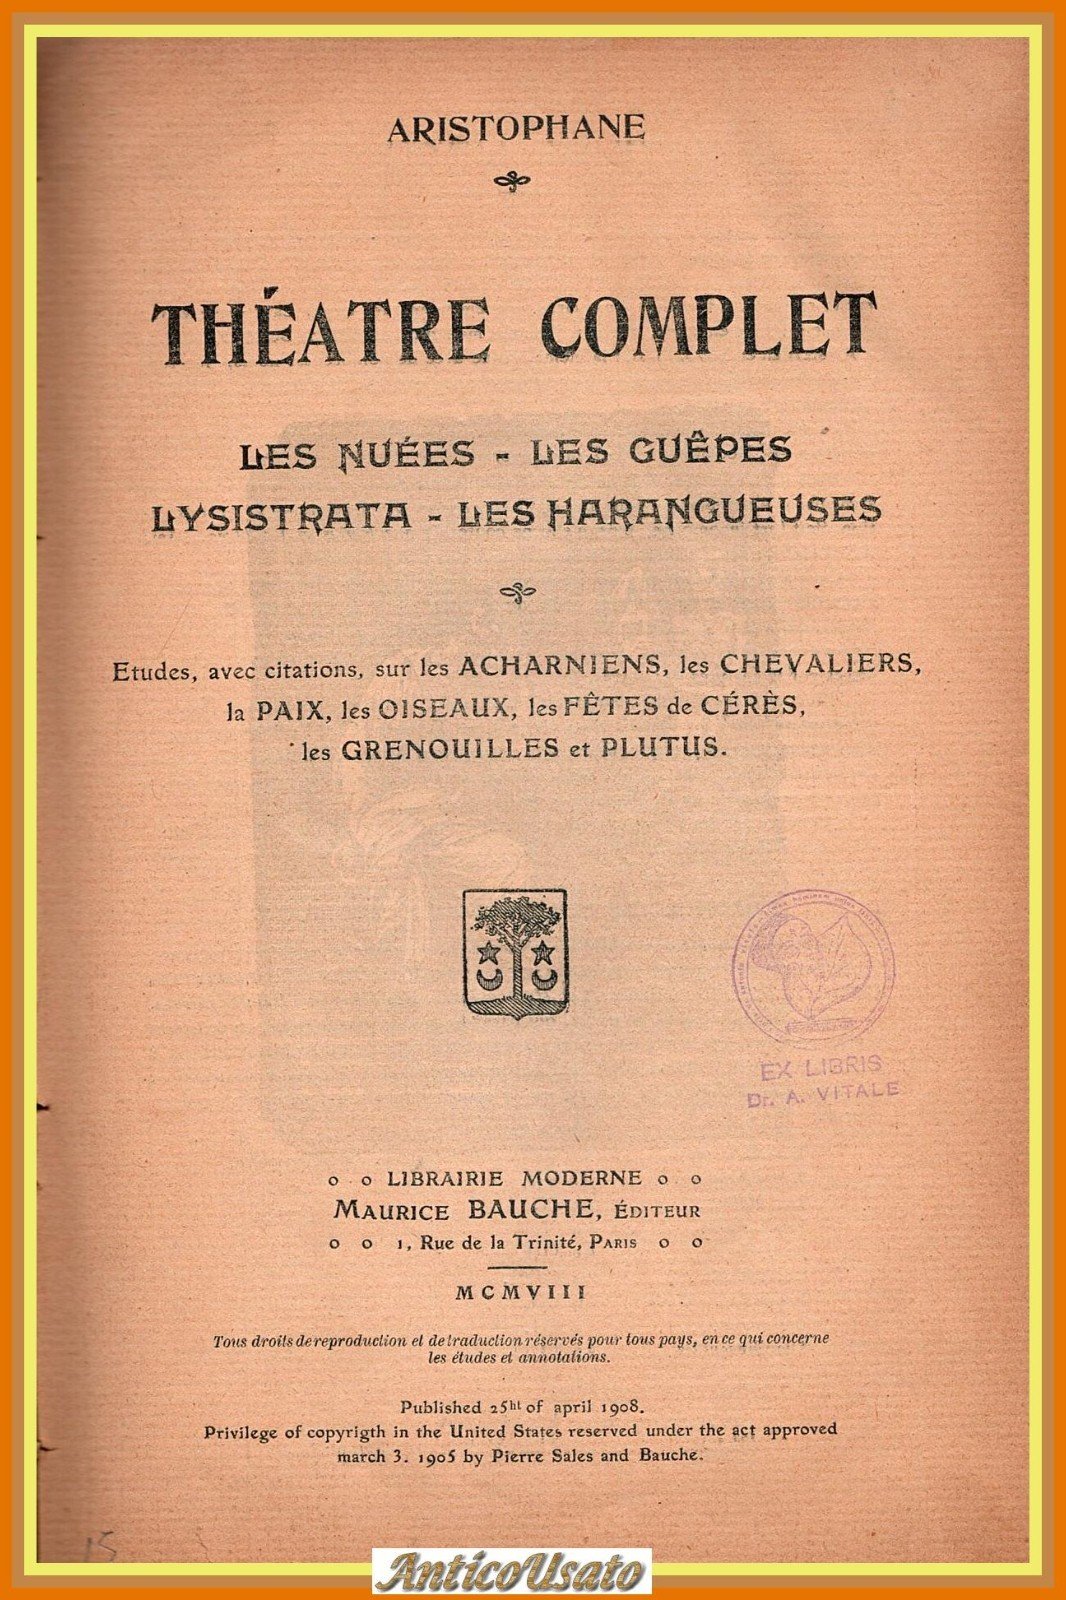 ARISTOPHANE
THÉATRE COMPLET
LES NUÉES - LES GUÊPES
LYSISTRATA - LES HARANGUEUSES
Etudes, avec citations, sur les ACHARNIENS, les CHEVALIERS,
la PAIX, les OISEAUX, les FÊTES de CÉRÈS,
les GRENOUILLES et PLUTUS.
EX LIBRIS
Dr. A. VITALE
LIBRAIRIE MODERNE
MAURICE BAUCHE, ÉDITEUR
1, Rue de la Trinité, PARIS
MCMVIII
Tous droits de reproduction et de traduction réservés pour tous pays, en ce qui concerne
les études et annotations.
Published 25ht of april 1908.
Privilege of copyrigth in the United States reserved under the act approved
march 3. 1905 by Pierre Sales and Bauche.
15
AnticoUsato